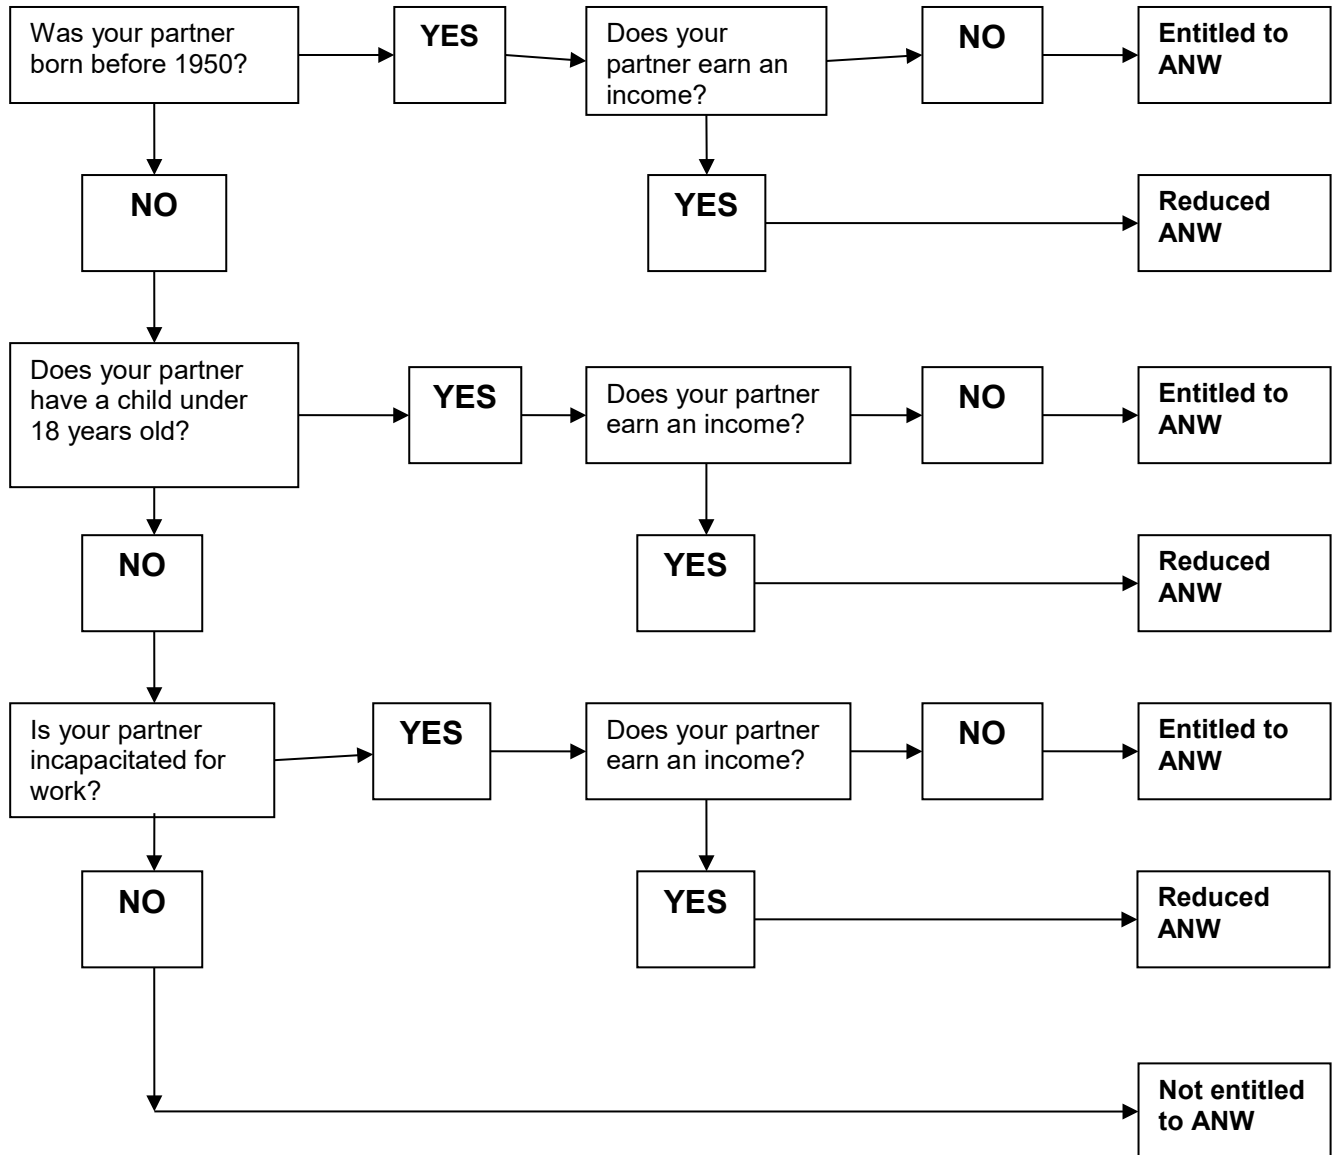 Was your partner
born before 1950?
YES
Does your
partner earn an
income?
NO
Entitled to
ANW
NO
YES
Reduced
ANW
Does your partner
have a child under
18 years old?
YES
Does your partner
earn an income?
NO
Entitled to
ANW
NO
YES
Reduced
ANW
Is your partner
incapacitated for
work?
YES
Does your partner
earn an income?
NO
Entitled to
ANW
NO
YES
Reduced
ANW
Not entitled
to ANW